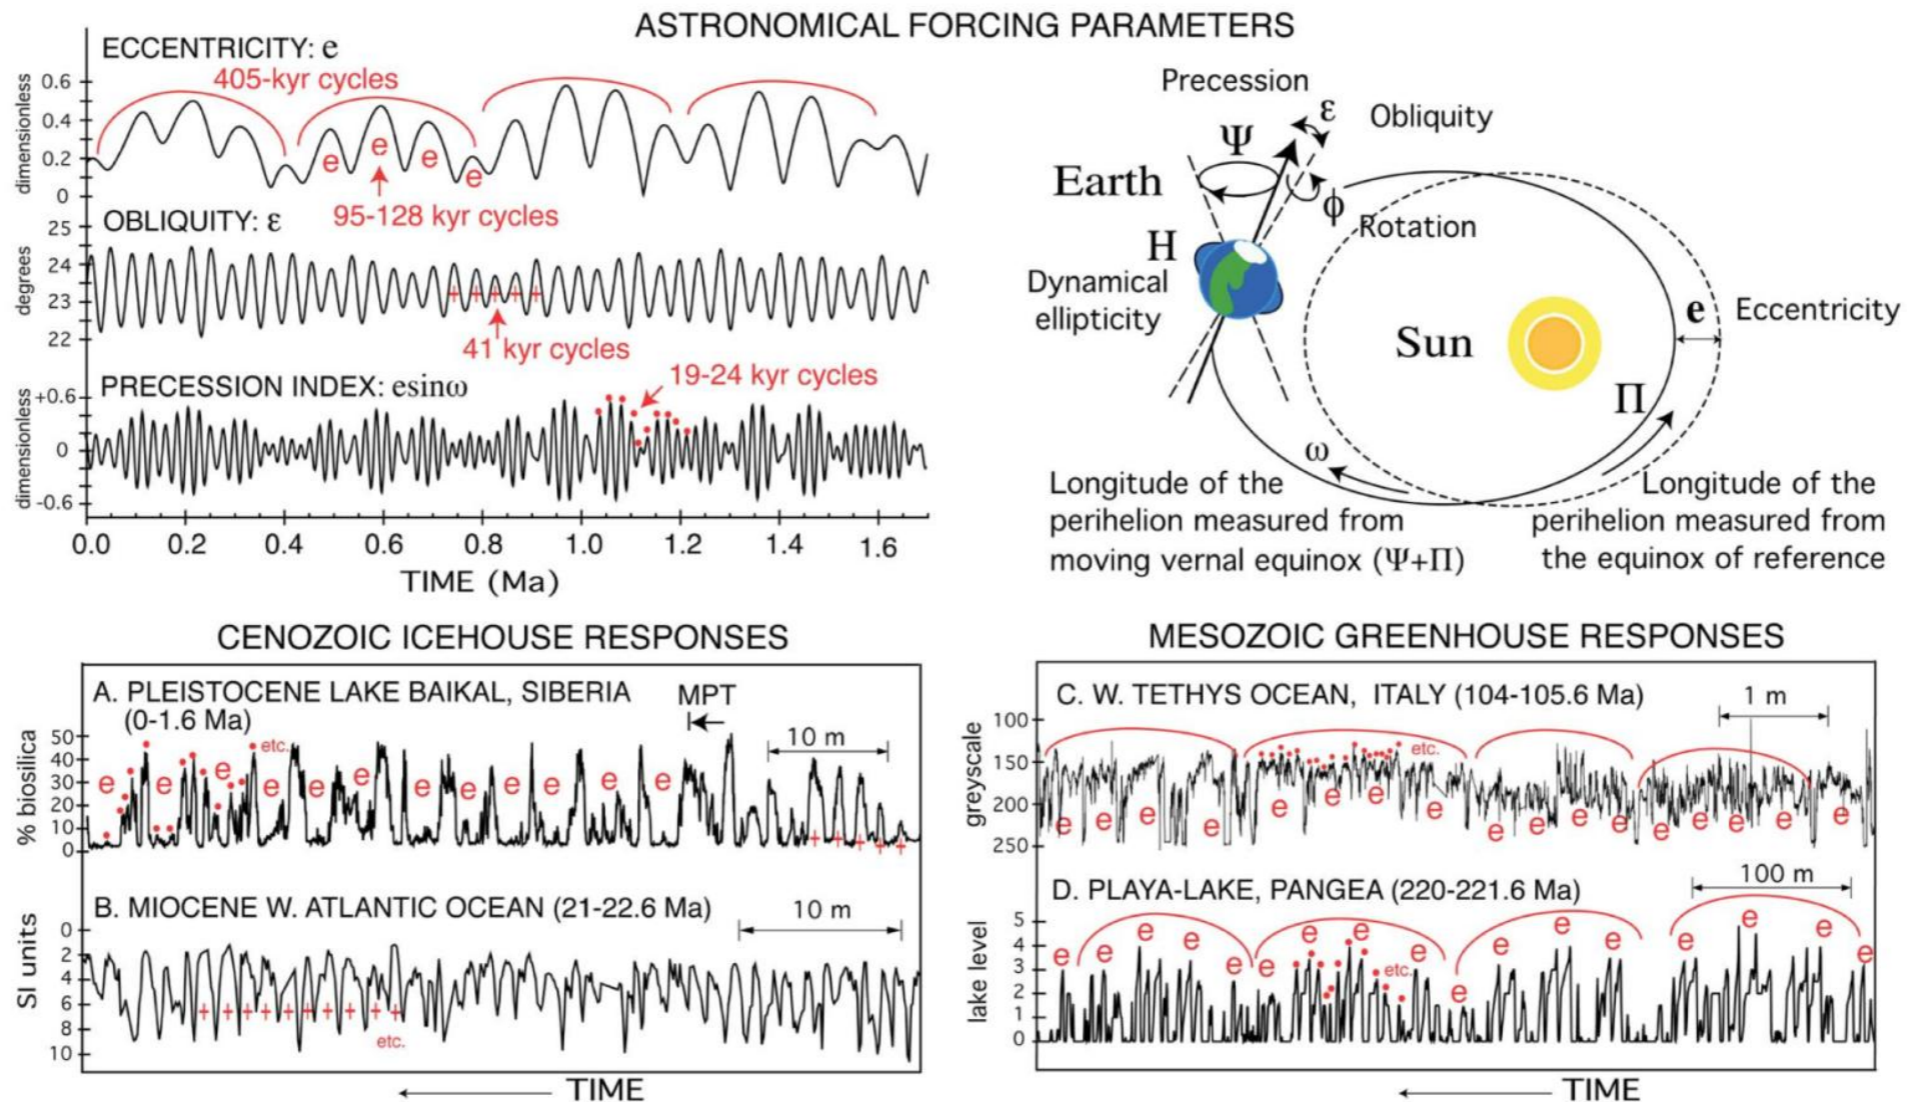 ASTRONOMICAL FORCING PARAMETERS
ECCENTRICITY: e
405-kyr cycles
dimensionless
0.6
0.4
0.2
0
e
e
e
e
95-128 kyr cycles
OBLIQUITY: ε
degrees
25
24
23
22
41 kyr cycles
PRECESSION INDEX: esinω
19-24 kyr cycles
dimensionless
+0.6
0
-0.6
0.0 0.2 0.4 0.6 0.8 1.0 1.2 1.4 1.6
TIME (Ma)
Precession
ε
Obliquity
Ψ
Earth
ϕ
Rotation
H
Dynamical
ellipticity
Sun
e
Eccentricity
Π
ω
Longitude of the
perihelion measured from
moving vernal equinox (Ψ+Π)
Longitude of the
perihelion measured from
the equinox of reference
CENOZOIC ICEHOUSE RESPONSES
A. PLEISTOCENE LAKE BAIKAL, SIBERIA
(0-1.6 Ma)
MPT
10 m
etc.
% biosilica
50
40
30
20
10
0
e e e e e e e e e e e e
B. MIOCENE W. ATLANTIC OCEAN (21-22.6 Ma)
10 m
SI units
0
2
4
6
8
10
etc.
TIME
MESOZOIC GREENHOUSE RESPONSES
C. W. TETHYS OCEAN, ITALY (104-105.6 Ma)
1 m
greyscale
100
150
200
250
etc.
e e e e e e e e e e e e e e e e e
D. PLAYA-LAKE, PANGEA (220-221.6 Ma)
100 m
lake level
5
4
3
2
1
0
etc.
e e e e e e e e e e e e e e e e e
TIME